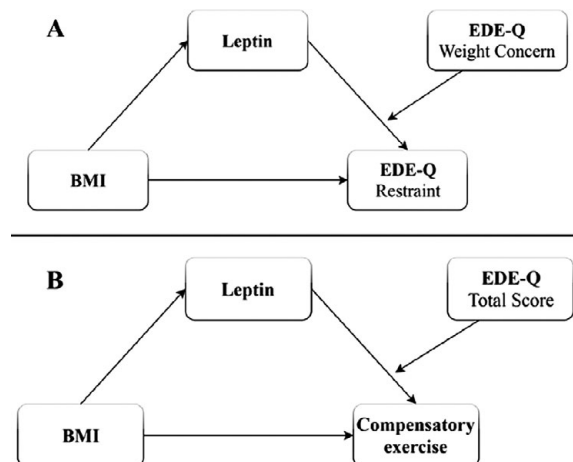 A
Leptin
EDE-Q
Weight Concern
BMI
EDE-Q
Restraint
B
Leptin
EDE-Q
Total Score
BMI
Compensatory
exercise